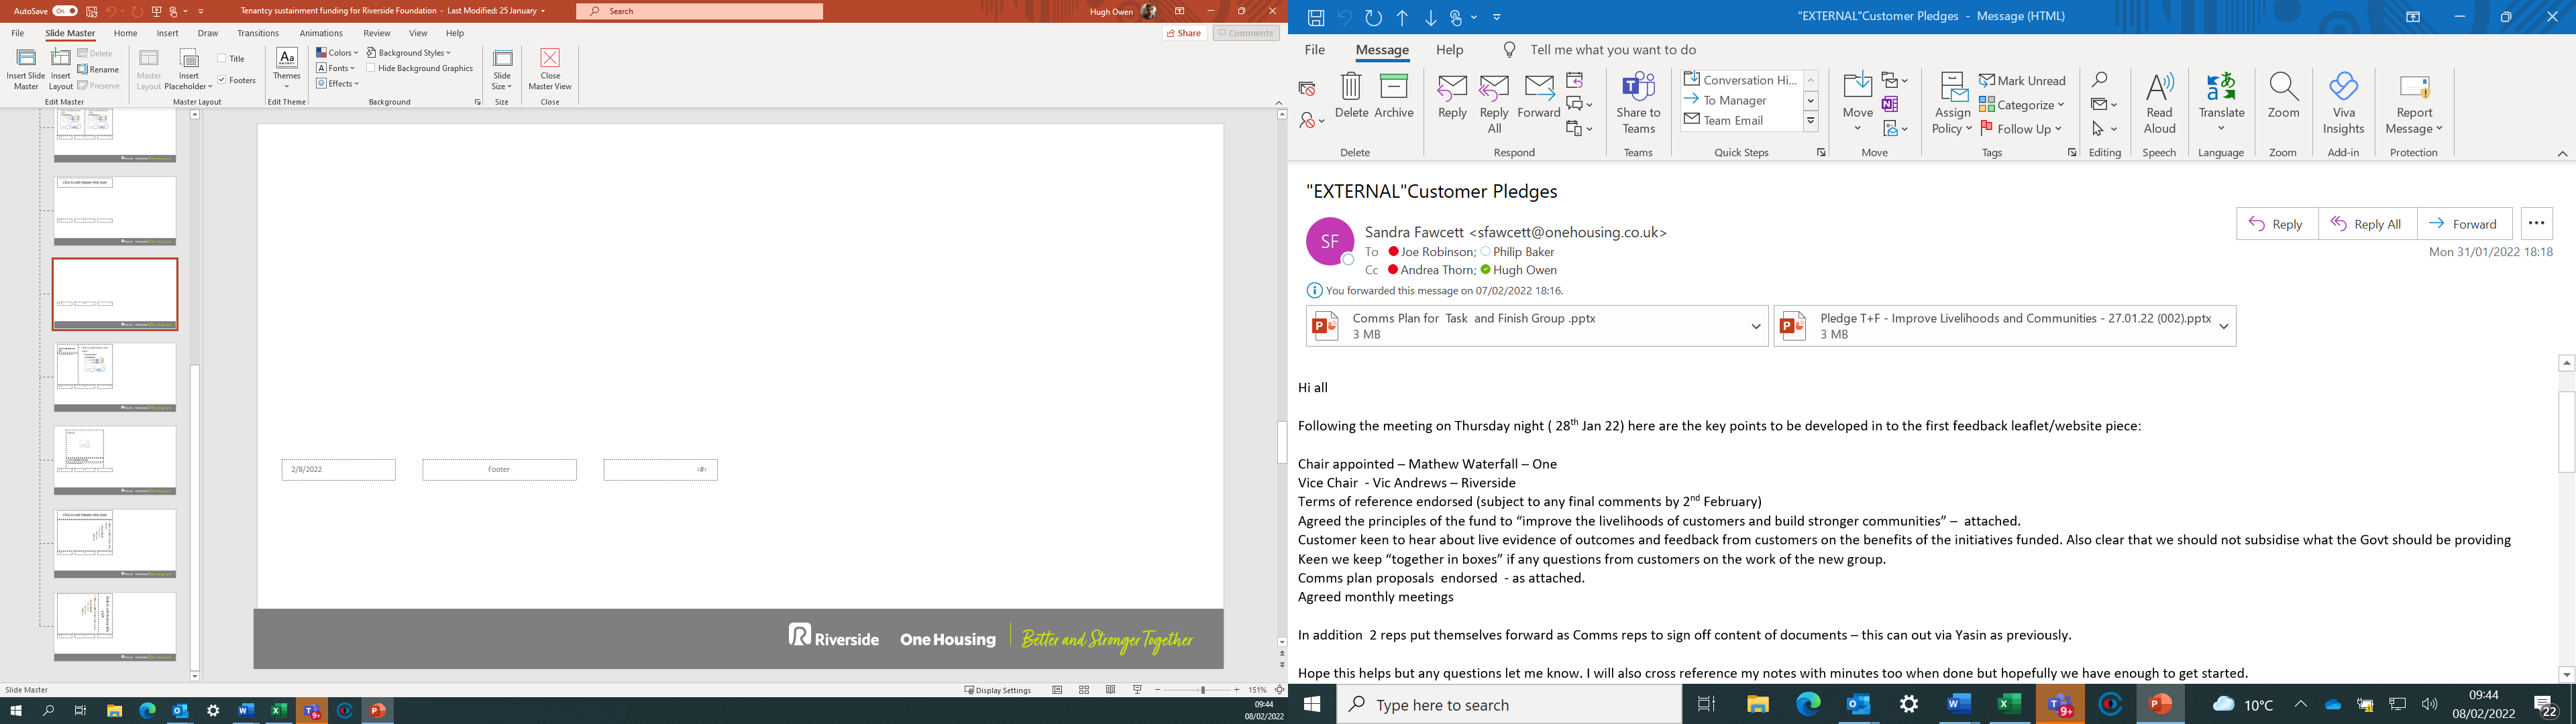 AutoSave On
Tenantcy sustainment funding for Riverside Foundation - Last Modified: 25 January
Search
Hugh Owen
File Slide Master Home Insert Draw Transitions Animations Review View Help
Share Comments
Insert Slide Master
Insert Layout
Delete
Rename
Preserve
Edit Master
Master Layout
Insert Placeholder
Title
Footers
Master Layout
Themes
Edit Theme
Colors
Fonts
Effects
Background Styles
Hide Background Graphics
Background
Slide Size
Size
Close Master View
Close
Click to edit Master title style
2/8/2022
Footer
‹#›
Riverside One Housing Better and Stronger Together
Slide Master
Display Settings
151%
09:44
08/02/2022
"EXTERNAL"Customer Pledges - Message (HTML)
File Message Help Tell me what you want to do
Delete Archive
Delete
Reply
Reply All
Forward
Respond
Share to Teams
Teams
Conversation Hi...
To Manager
Team Email
Quick Steps
Move
Move
Assign Policy
Mark Unread
Categorize
Follow Up
Tags
Editing
Read Aloud
Speech
Translate
Language
Zoom
Zoom
Viva Insights
Add-in
Report Message
Protection
"EXTERNAL"Customer Pledges
SF
Sandra Fawcett <sfawcett@onehousing.co.uk>
To Joe Robinson; Philip Baker
Cc Andrea Thorn; Hugh Owen
Reply Reply All Forward
Mon 31/01/2022 18:18
You forwarded this message on 07/02/2022 18:16.
Comms Plan for Task and Finish Group .pptx
3 MB
Pledge T+F - Improve Livelihoods and Communities - 27.01.22 (002).pptx
3 MB
Hi all
Following the meeting on Thursday night ( 28th Jan 22) here are the key points to be developed in to the first feedback leaflet/website piece:
Chair appointed – Mathew Waterfall – One
Vice Chair - Vic Andrews – Riverside
Terms of reference endorsed (subject to any final comments by 2nd February)
Agreed the principles of the fund to “improve the livelihoods of customers and build stronger communities” – attached.
Customer keen to hear about live evidence of outcomes and feedback from customers on the benefits of the initiatives funded. Also clear that we should not subsidise what the Govt should be providing
Keen we keep “together in boxes” if any questions from customers on the work of the new group.
Comms plan proposals endorsed - as attached.
Agreed monthly meetings
In addition 2 reps put themselves forward as Comms reps to sign off content of documents – this can out via Yasin as previously.
Hope this helps but any questions let me know. I will also cross reference my notes with minutes too when done but hopefully we have enough to get started.
Type here to search
9+
10°C
09:44
08/02/2022
22